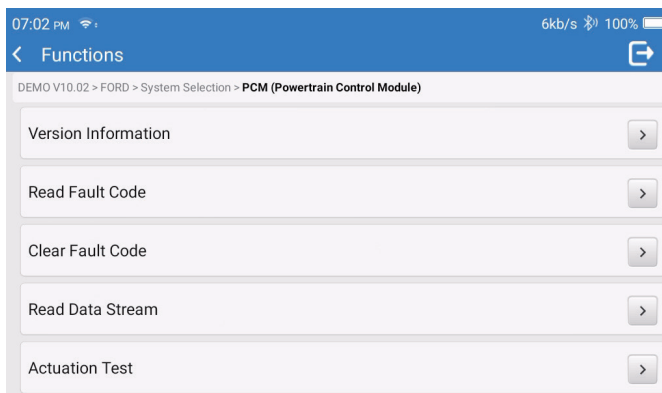 07:02 PM
6kb/s 100%
Functions
DEMO V10.02 > FORD > System Selection > PCM (Powertrain Control Module)
Version Information
Read Fault Code
Clear Fault Code
Read Data Stream
Actuation Test